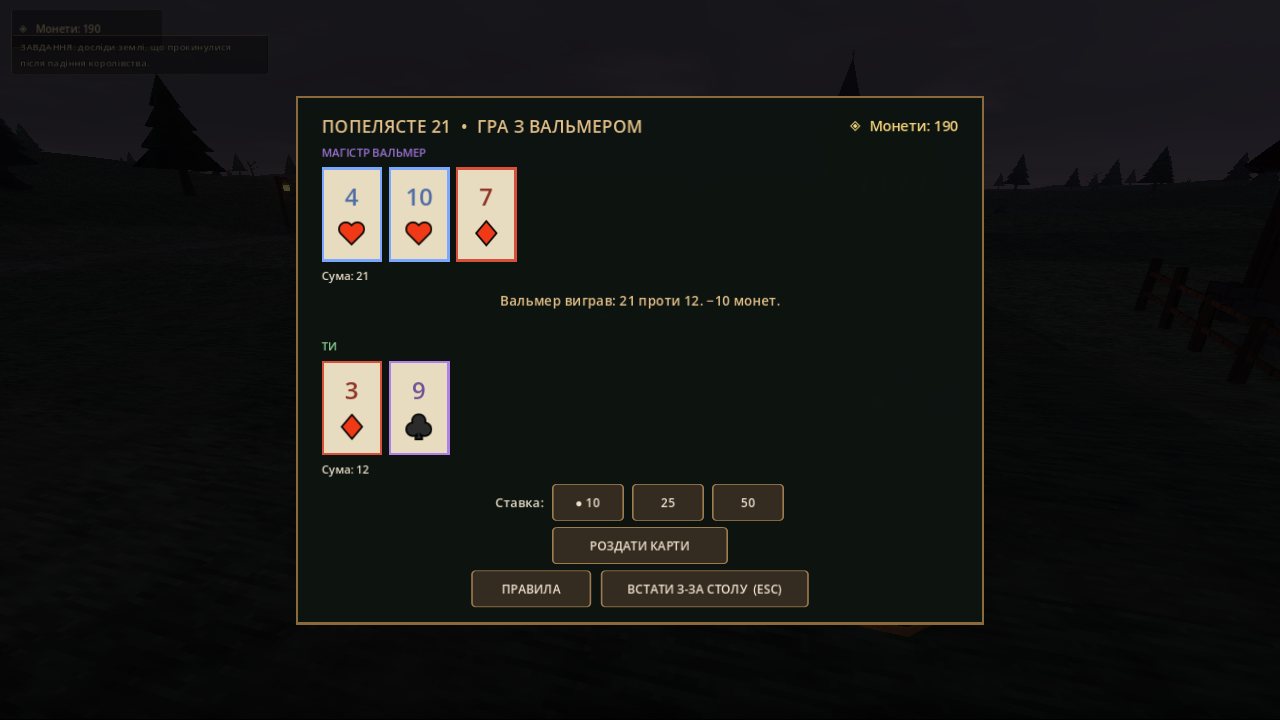 Монети: 190
ЗАВДАННЯ: досліди землі, що прокинулися
після падіння королівства.
ПОПЕЛЯСТЕ 21 • ГРА З ВАЛЬМЕРОМ
Монети: 190
МАГІСТР ВАЛЬМЕР
4 10 7
Сума: 21
Вальмер виграв: 21 проти 12. −10 монет.
ТИ
3 9
Сума: 12
Ставка: • 10 25 50
РОЗДАТИ КАРТИ
ПРАВИЛА ВСТАТИ З-ЗА СТОЛУ (ESC)